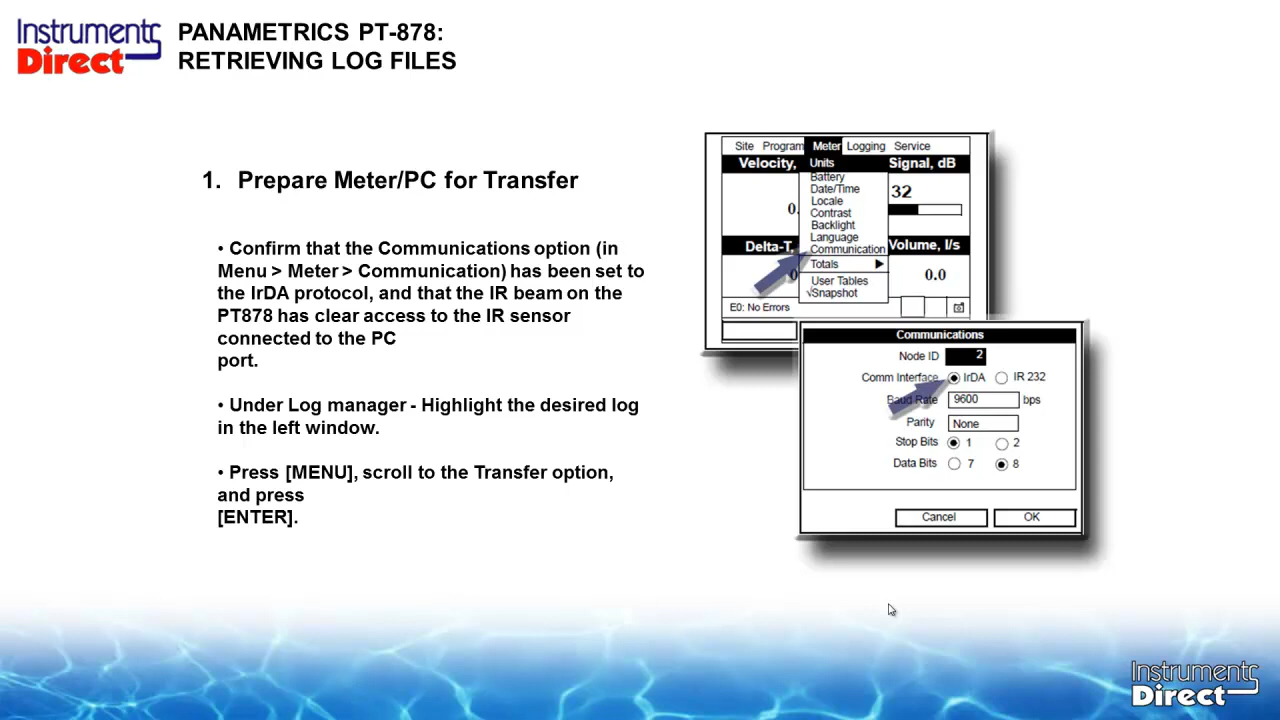 Instruments
Direct
PANAMETRICS PT-878:
RETRIEVING LOG FILES
1. Prepare Meter/PC for Transfer
• Confirm that the Communications option (in
Menu > Meter > Communication) has been set to
the IrDA protocol, and that the IR beam on the
PT878 has clear access to the IR sensor
connected to the PC
port.
• Under Log manager - Highlight the desired log
in the left window.
• Press [MENU], scroll to the Transfer option,
and press
[ENTER].
Site Program Meter Logging Service
Velocity, Units Signal, dB
Battery
Date/Time 32
Locale
0. Contrast
Backlight
Language
Delta-T, Communication Volume, l/s
Totals
0 0.0
User Tables
√Snapshot
E0: No Errors
Communications
Node ID 2
Comm Interface IrDA IR 232
Baud Rate 9600 bps
Parity None
Stop Bits 1 2
Data Bits 7 8
Cancel OK
Instruments
Direct